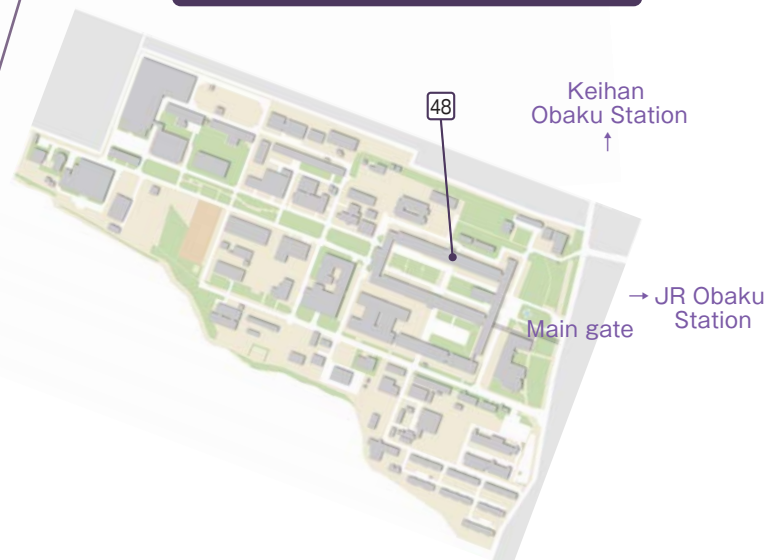 48
Keihan
Obaku Station
↑
→ JR Obaku
Station
Main gate